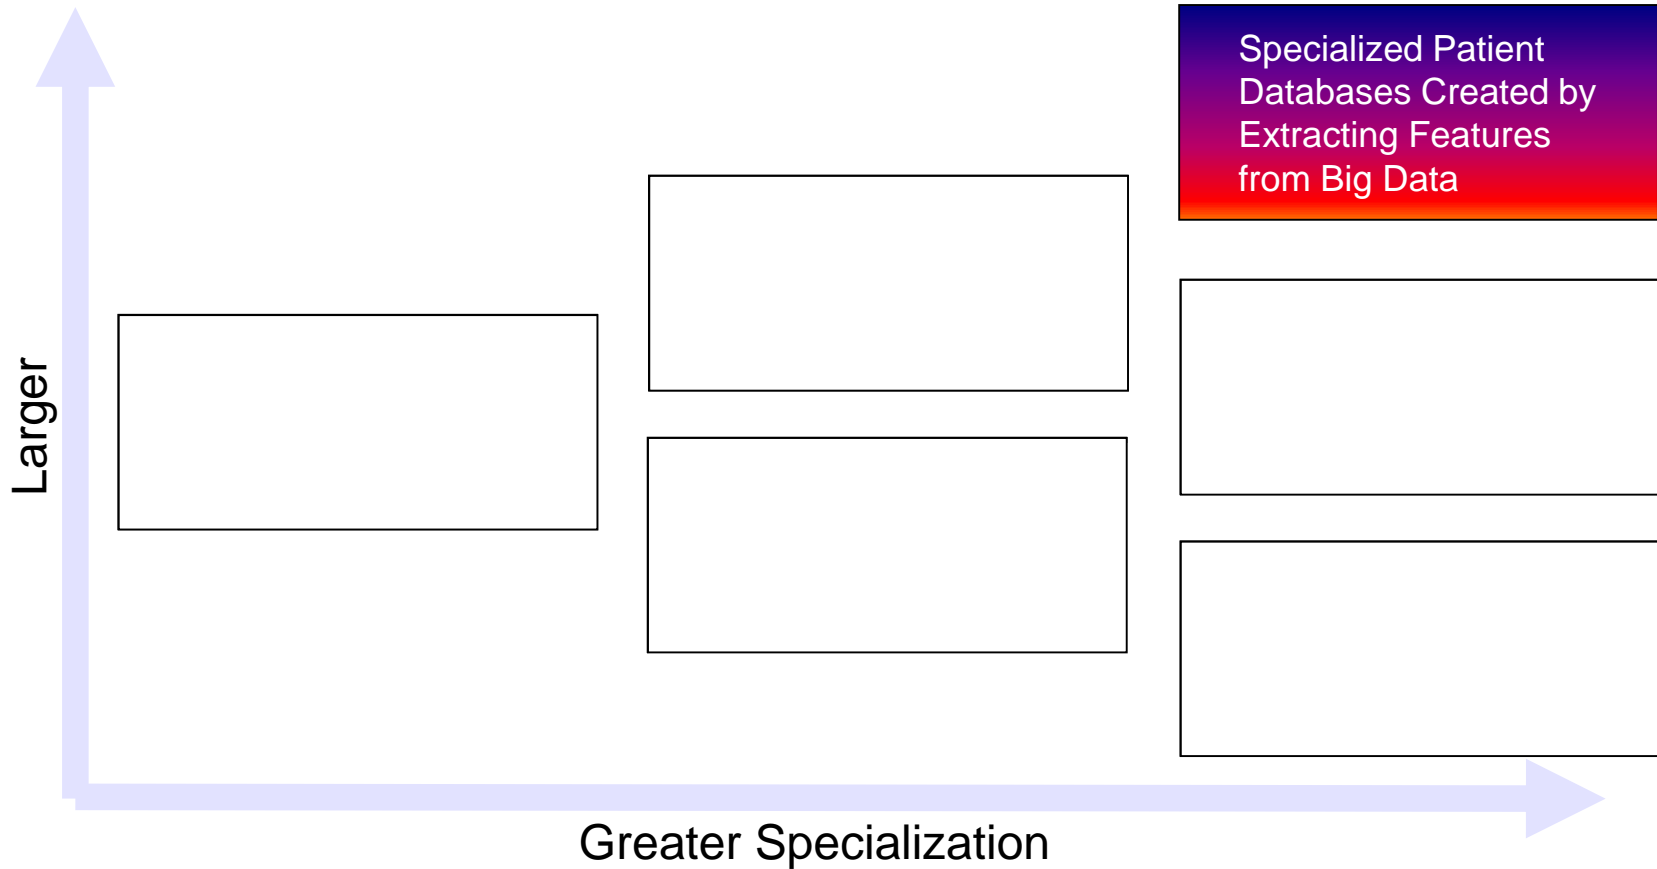 Specialized Patient
Databases Created by
Extracting Features
from Big Data
Larger
Greater Specialization